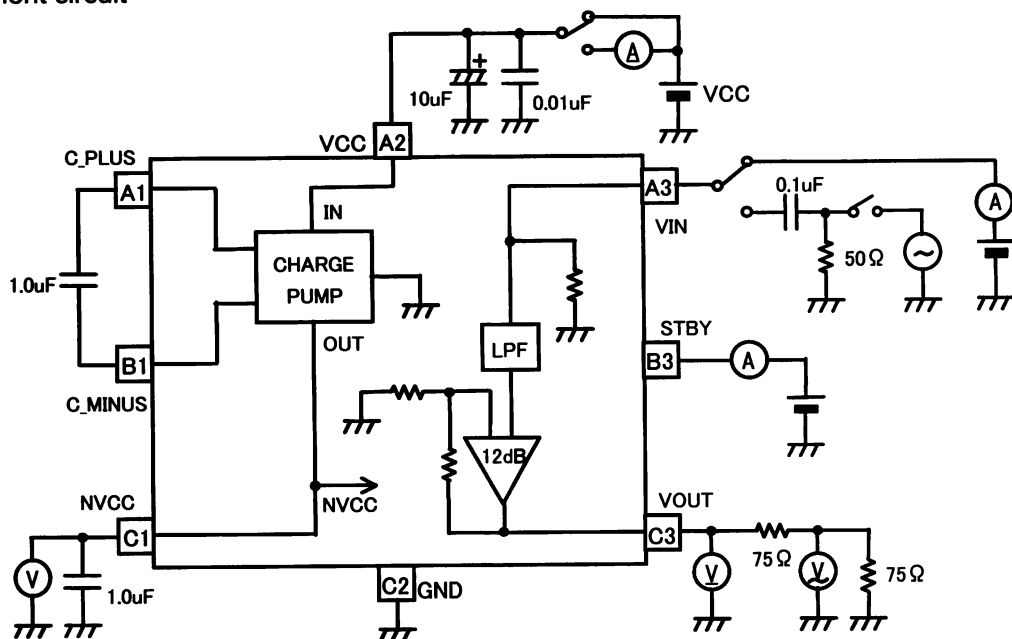 10uF
+
0.01uF
A
VCC
VCC
A2
C_PLUS
A1
IN
A3
VIN
0.1uF
A
50Ω
1.0uF
CHARGE
PUMP
OUT
LPF
STBY
B3
A
B1
C_MINUS
12dB
NVCC
NVCC
C1
VOUT
C3
75Ω
75Ω
V
V
V
1.0uF
C2
GND